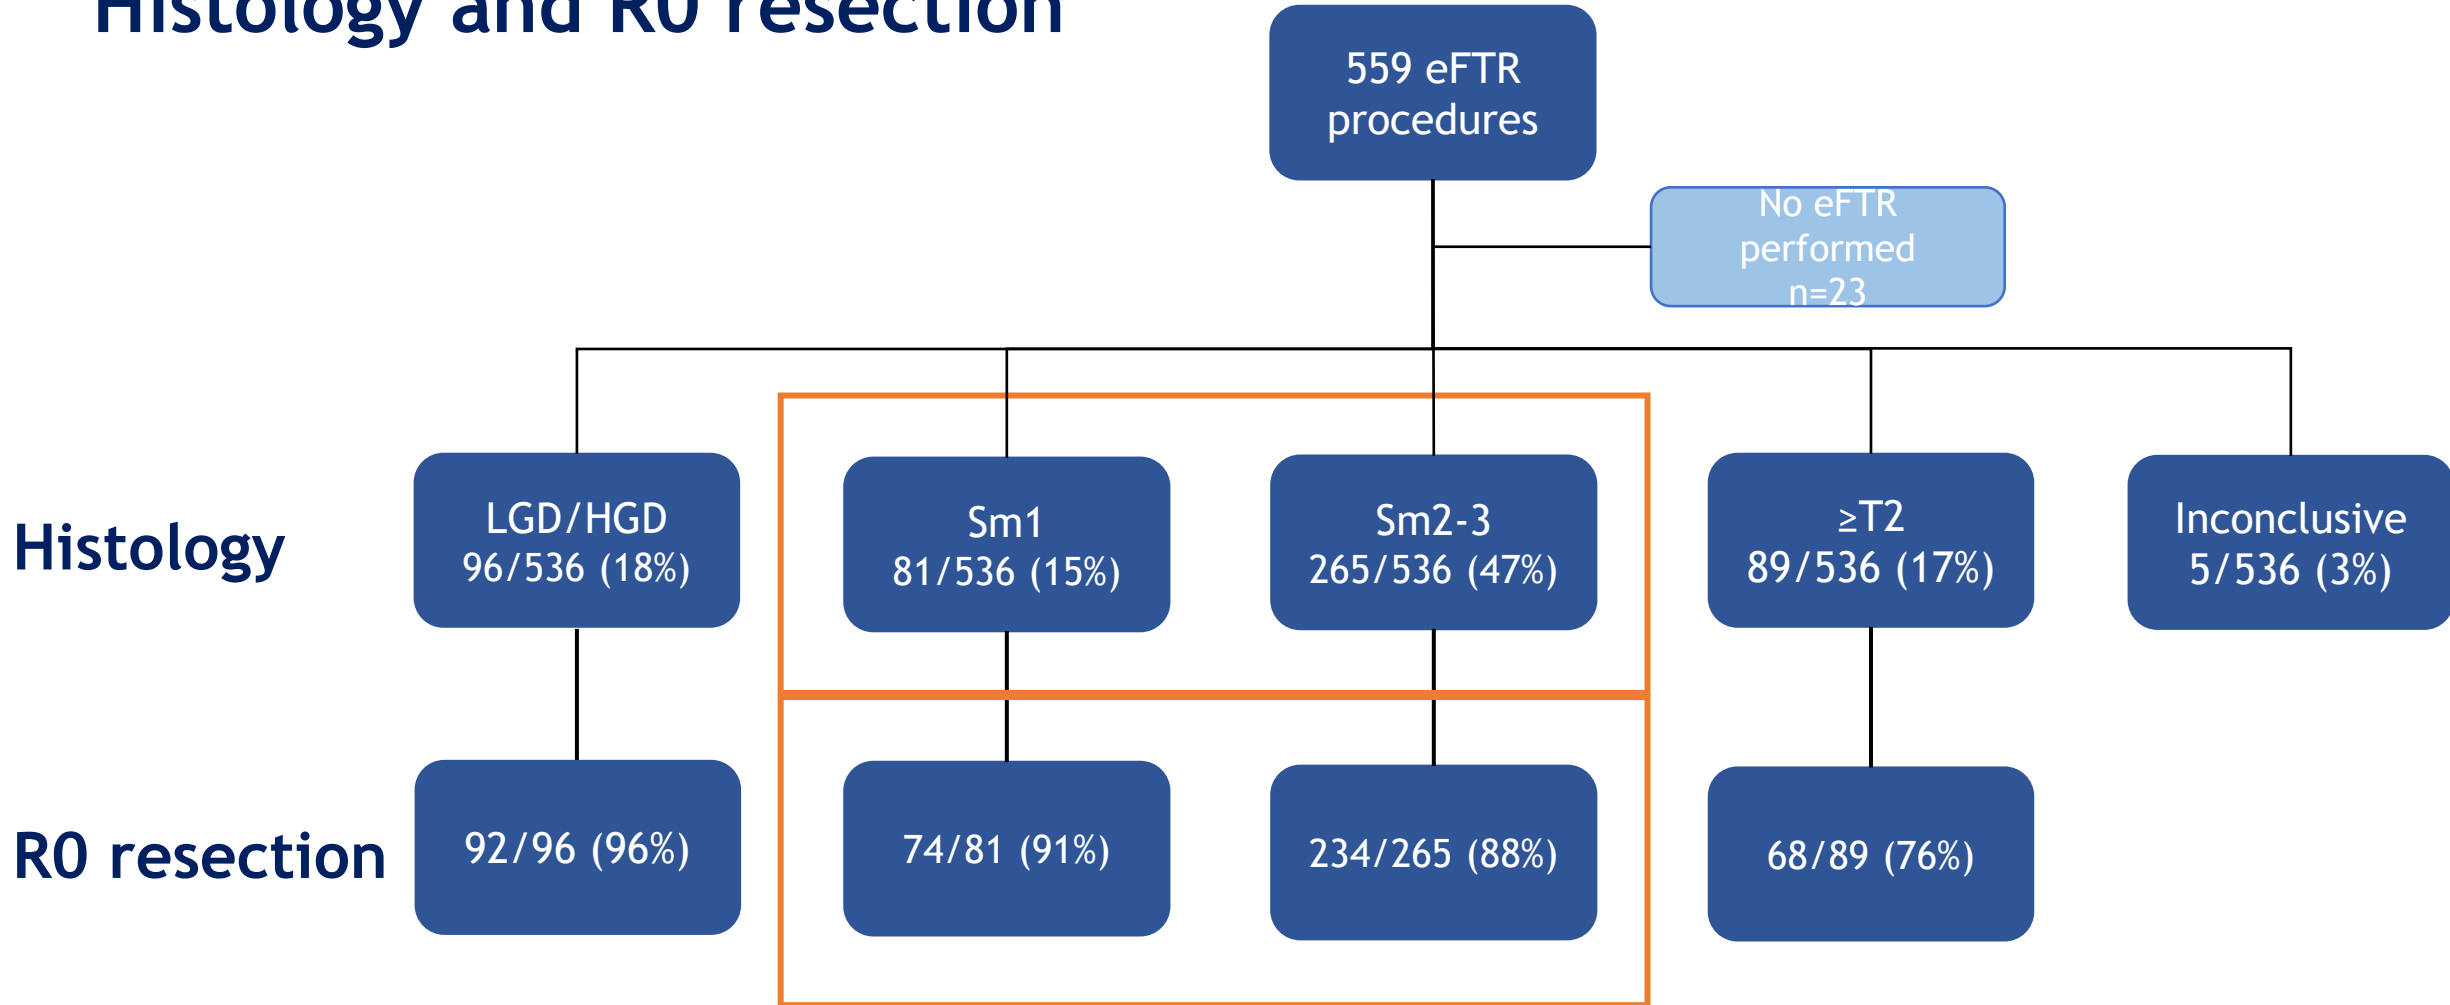 Histology and R0 resection
559 eFTR
procedures
No eFTR
performed
n=23
Histology
LGD/HGD
96/536 (18%)
Sm1
81/536 (15%)
Sm2-3
265/536 (47%)
≥T2
89/536 (17%)
Inconclusive
5/536 (3%)
R0 resection
92/96 (96%)
74/81 (91%)
234/265 (88%)
68/89 (76%)